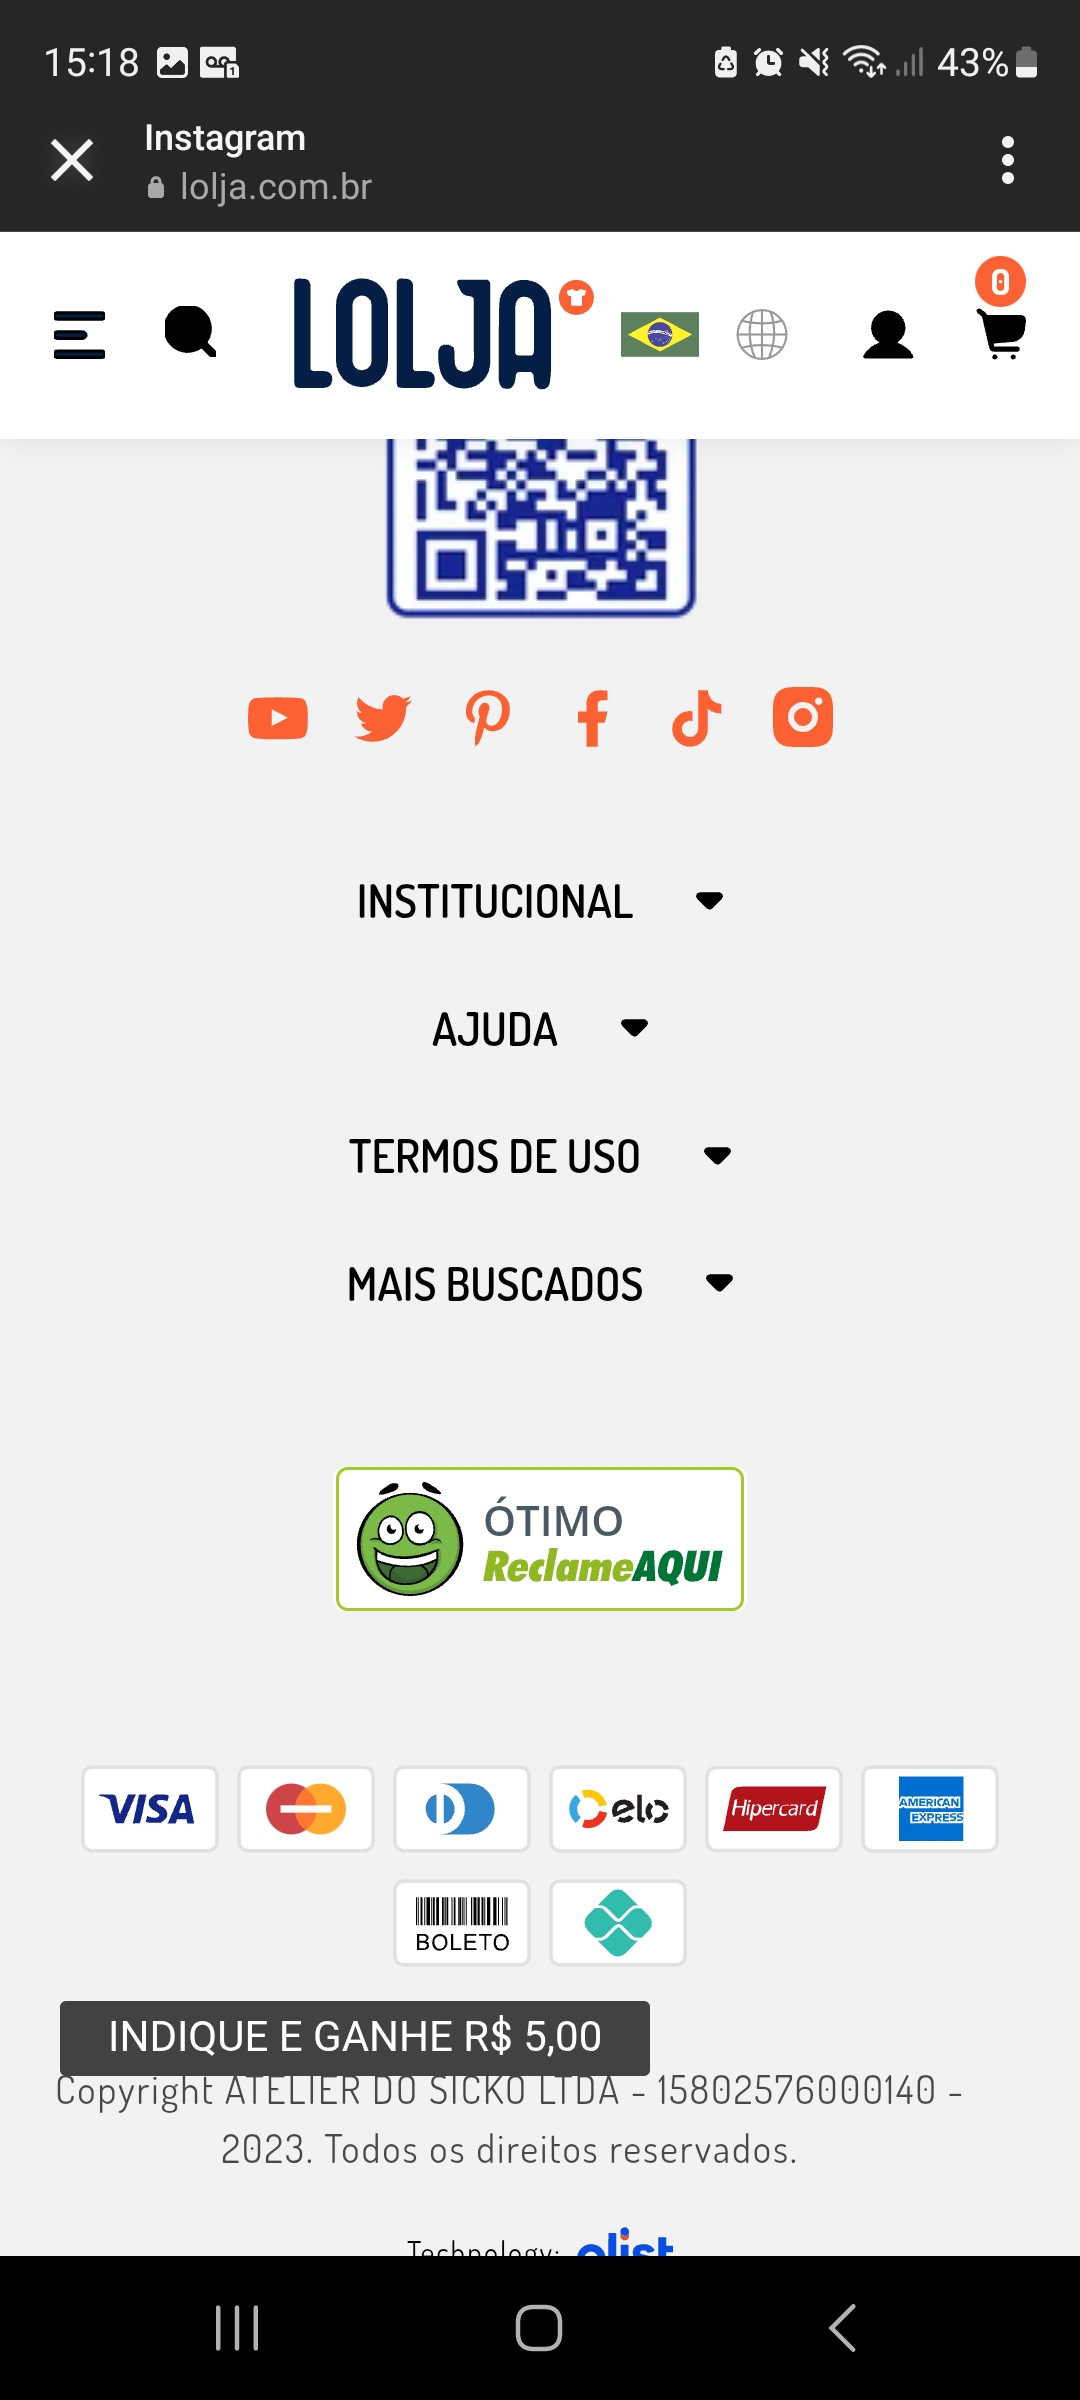 15:18
43%
Instagram
lolja.com.br
0
LOLJA
INSTITUCIONAL
AJUDA
TERMOS DE USO
MAIS BUSCADOS
ÓTIMO
ReclameAQUI
VISA
elo
Hipercard
AMERICAN
EXPRESS
BOLETO
INDIQUE E GANHE R$ 5,00
Copyright ATELIER DO SICKO LTDA - 15802576000140 -
2023. Todos os direitos reservados.
Technology: olist